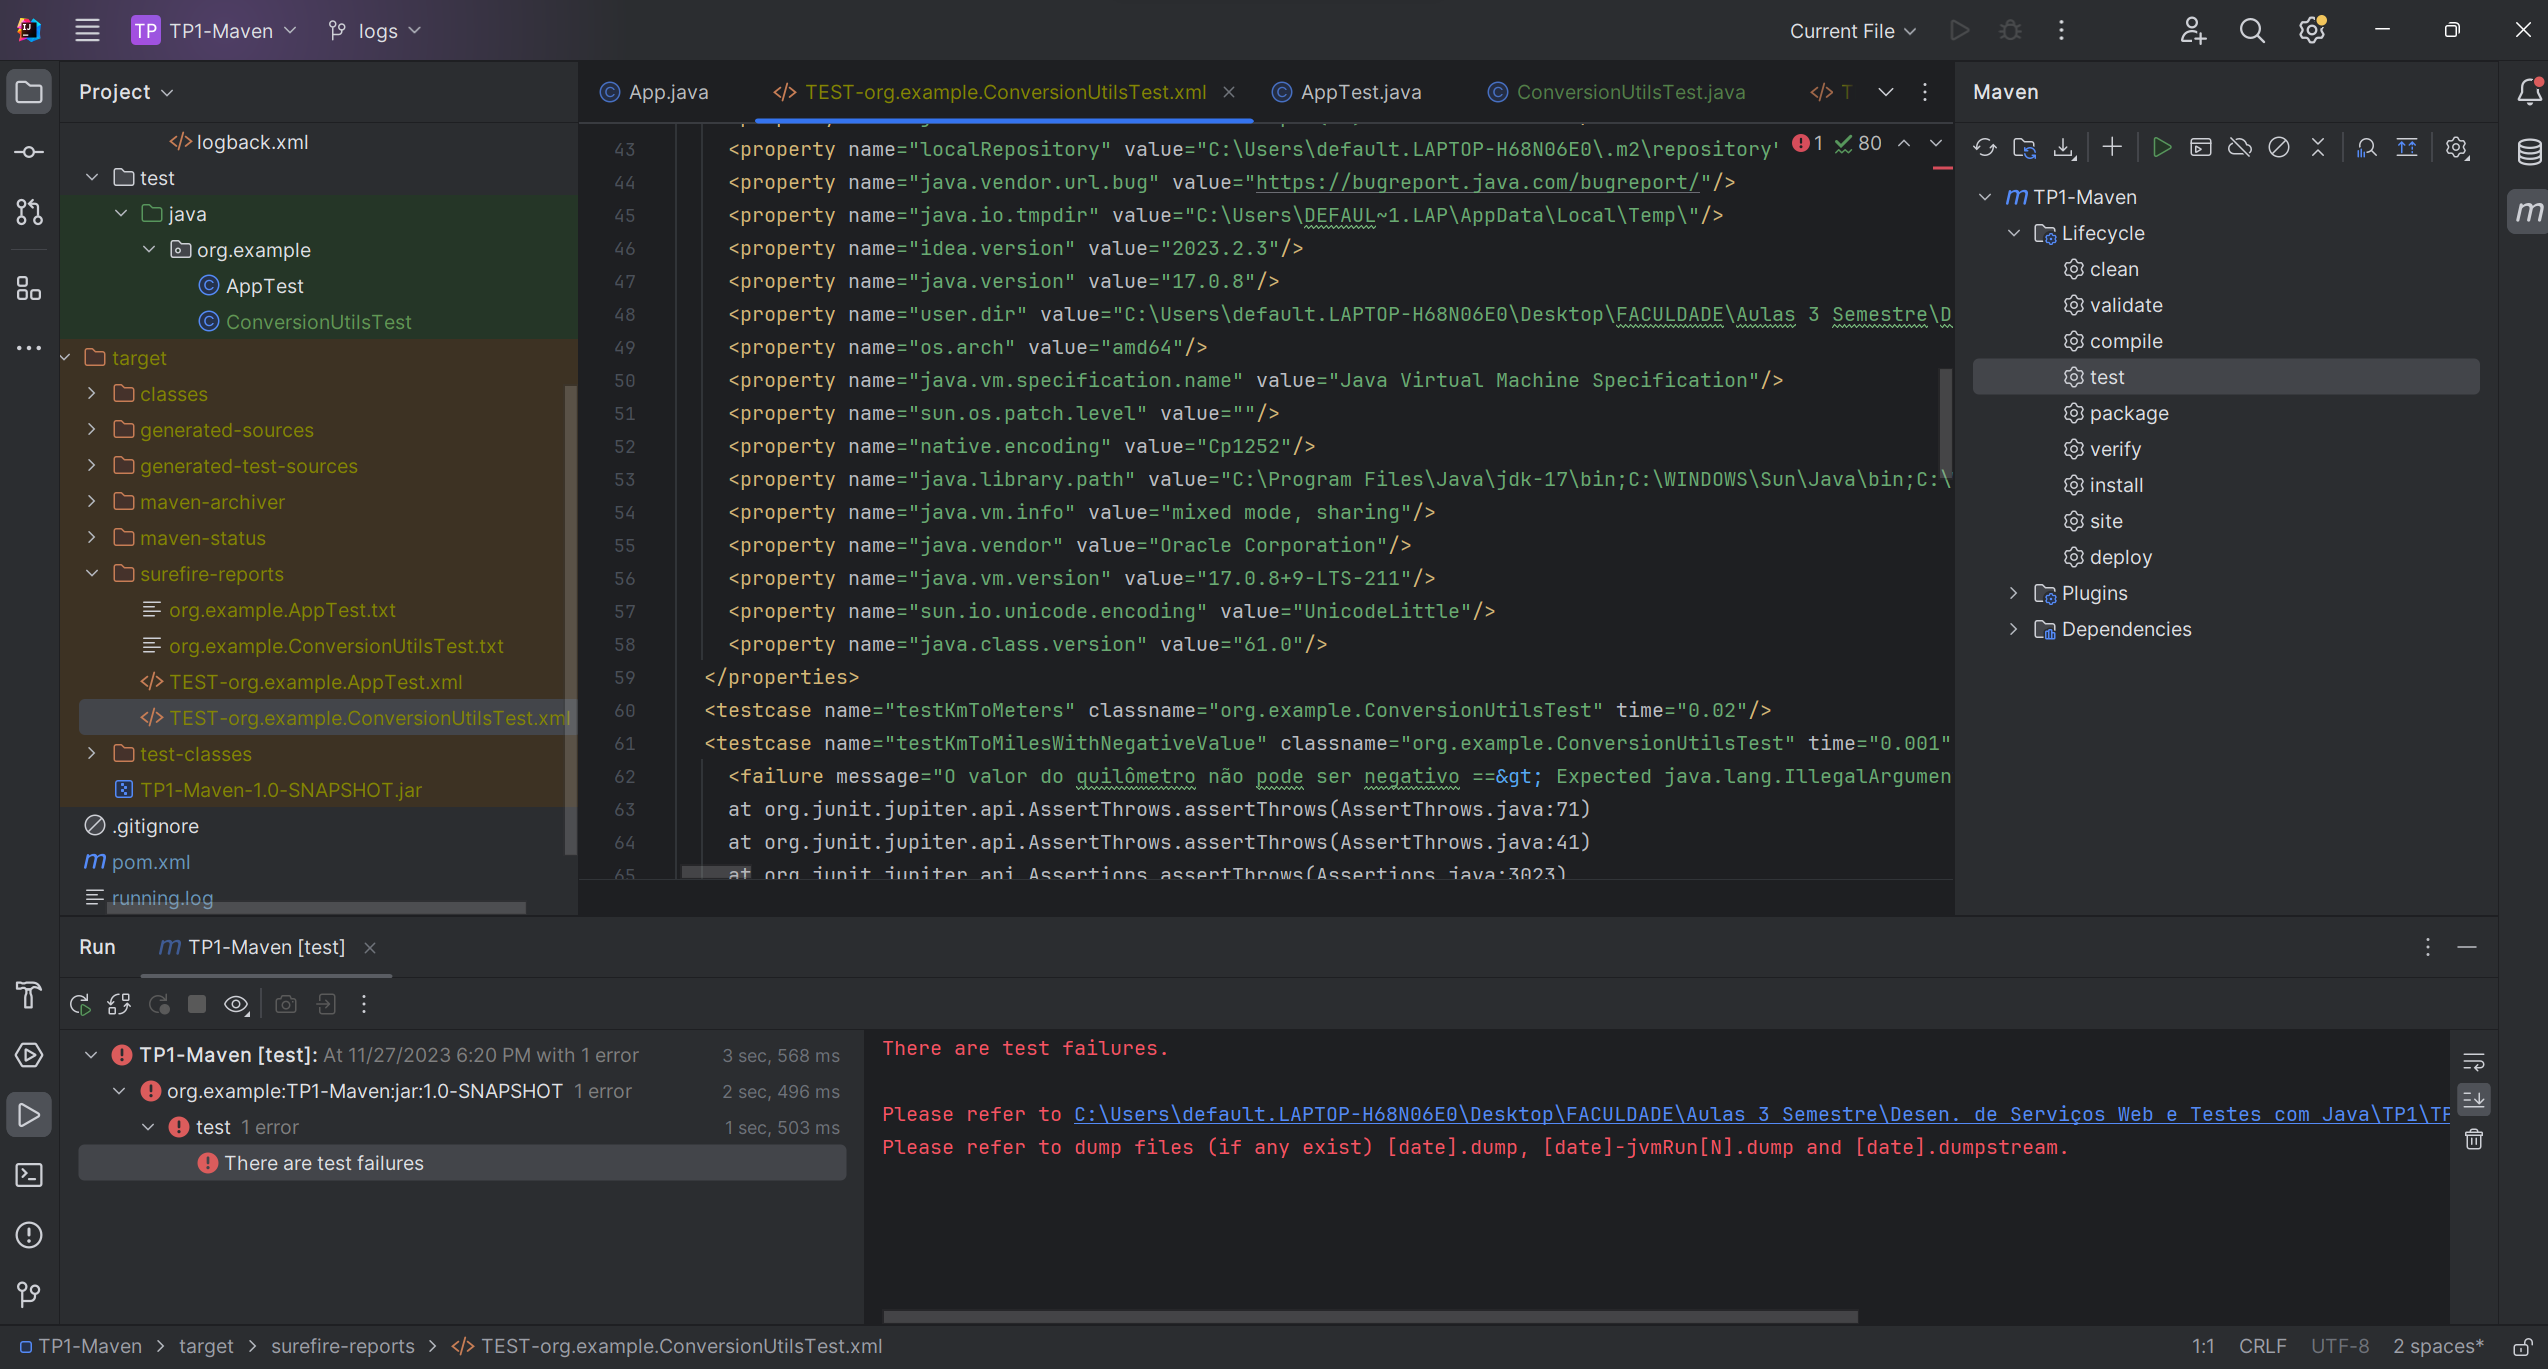 TP TP1-Maven logs Current File
Project
App.java TEST-org.example.ConversionUtilsTest.xml AppTest.java ConversionUtilsTest.java T
Maven
logback.xml
test
java
org.example
AppTest
ConversionUtilsTest
target
classes
generated-sources
generated-test-sources
maven-archiver
maven-status
surefire-reports
org.example.AppTest.txt
org.example.ConversionUtilsTest.txt
TEST-org.example.AppTest.xml
TEST-org.example.ConversionUtilsTest.xml
test-classes
TP1-Maven-1.0-SNAPSHOT.jar
.gitignore
pom.xml
running.log
1 80
43 <property name="localRepository" value="C:\Users\default.LAPTOP-H68N06E0\.m2\repository"
44 <property name="java.vendor.url.bug" value="https://bugreport.java.com/bugreport/"/>
45 <property name="java.io.tmpdir" value="C:\Users\DEFAUL~1.LAP\AppData\Local\Temp\"/>
46 <property name="idea.version" value="2023.2.3"/>
47 <property name="java.version" value="17.0.8"/>
48 <property name="user.dir" value="C:\Users\default.LAPTOP-H68N06E0\Desktop\FACULDADE\Aulas 3 Semestre\D
49 <property name="os.arch" value="amd64"/>
50 <property name="java.vm.specification.name" value="Java Virtual Machine Specification"/>
51 <property name="sun.os.patch.level" value=""/>
52 <property name="native.encoding" value="Cp1252"/>
53 <property name="java.library.path" value="C:\Program Files\Java\jdk-17\bin;C:\WINDOWS\Sun\Java\bin;C:\
54 <property name="java.vm.info" value="mixed mode, sharing"/>
55 <property name="java.vendor" value="Oracle Corporation"/>
56 <property name="java.vm.version" value="17.0.8+9-LTS-211"/>
57 <property name="sun.io.unicode.encoding" value="UnicodeLittle"/>
58 <property name="java.class.version" value="61.0"/>
59 </properties>
60 <testcase name="testKmToMeters" classname="org.example.ConversionUtilsTest" time="0.02"/>
61 <testcase name="testKmToMilesWithNegativeValue" classname="org.example.ConversionUtilsTest" time="0.001"
62 <failure message="O valor do quilômetro não pode ser negativo ==&gt; Expected java.lang.IllegalArgumen
63 at org.junit.jupiter.api.AssertThrows.assertThrows(AssertThrows.java:71)
64 at org.junit.jupiter.api.AssertThrows.assertThrows(AssertThrows.java:41)
65 at org.junit.jupiter.api.Assertions.assertThrows(Assertions.java:3023)
TP1-Maven
Lifecycle
clean
validate
compile
test
package
verify
install
site
deploy
Plugins
Dependencies
Run TP1-Maven [test]
TP1-Maven [test]: At 11/27/2023 6:20 PM with 1 error 3 sec, 568 ms
org.example:TP1-Maven:jar:1.0-SNAPSHOT 1 error 2 sec, 496 ms
test 1 error 1 sec, 503 ms
There are test failures
There are test failures.
Please refer to C:\Users\default.LAPTOP-H68N06E0\Desktop\FACULDADE\Aulas 3 Semestre\Desen. de Serviços Web e Testes com Java\TP1\TP
Please refer to dump files (if any exist) [date].dump, [date]-jvmRun[N].dump and [date].dumpstream.
TP1-Maven > target > surefire-reports > TEST-org.example.ConversionUtilsTest.xml 1:1 CRLF UTF-8 2 spaces*